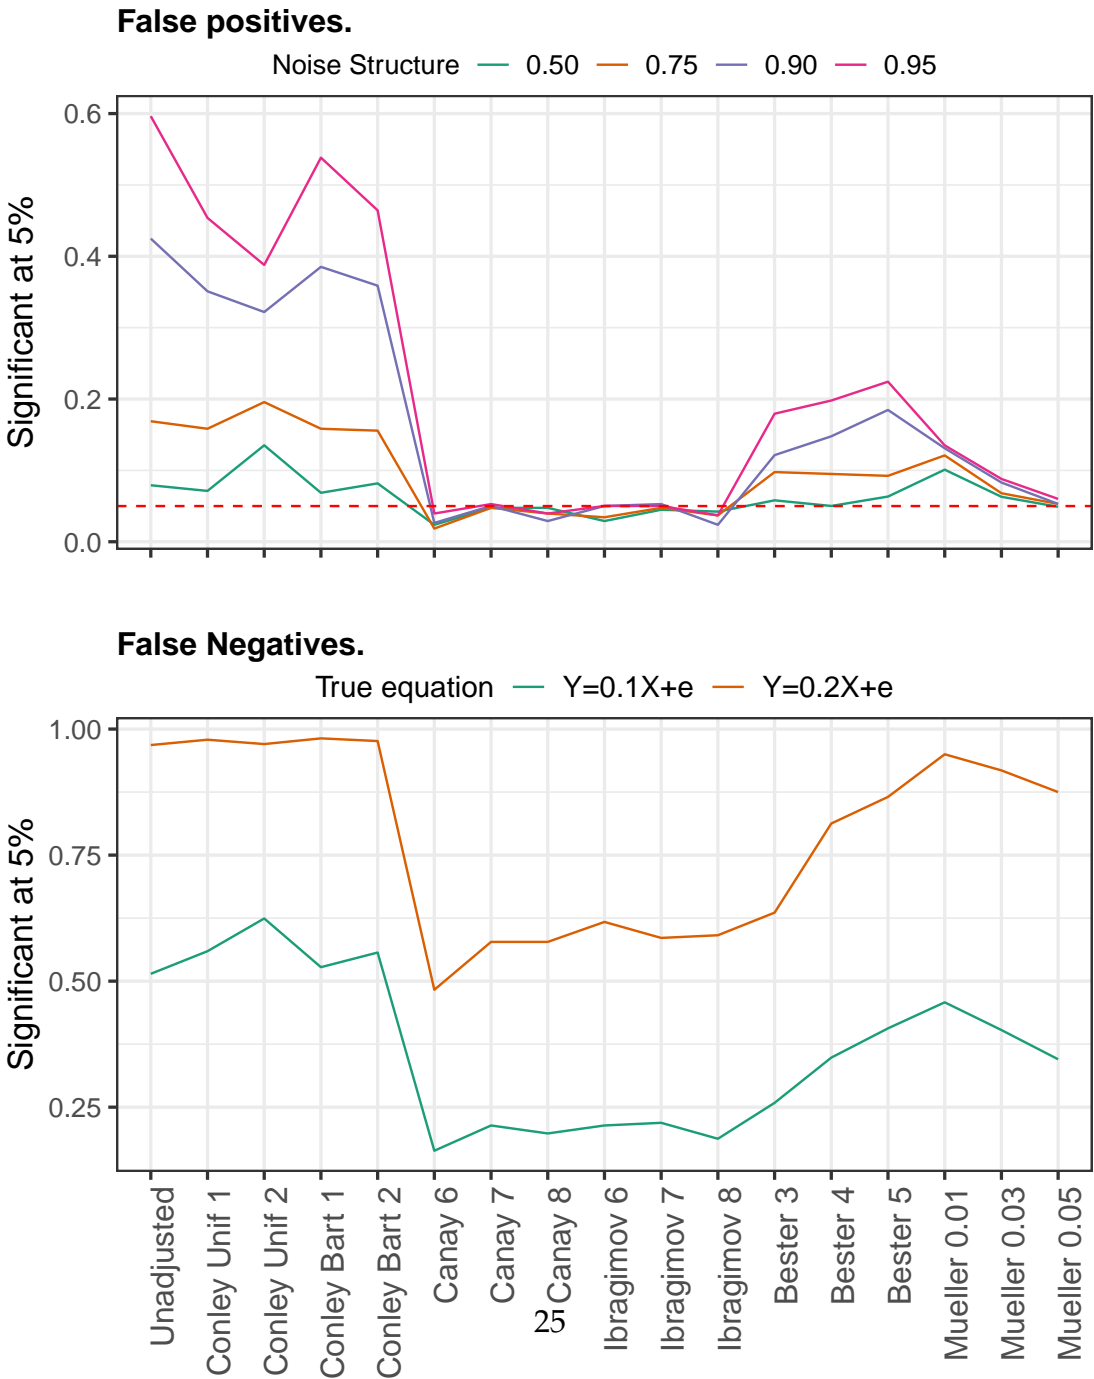 False positives.
Noise Structure 0.50 0.75 0.90 0.95
Significant at 5%
0.6
0.4
0.2
0.0
False Negatives.
True equation Y=0.1X+e Y=0.2X+e
Significant at 5%
1.00
0.75
0.50
0.25
Unadjusted
Conley Unif 1
Conley Unif 2
Conley Bart 1
Conley Bart 2
Canay 6
Canay 7
Canay 8
Ibragimov 6
Ibragimov 7
Ibragimov 8
Bester 3
Bester 4
Bester 5
Mueller 0.01
Mueller 0.03
Mueller 0.05
25